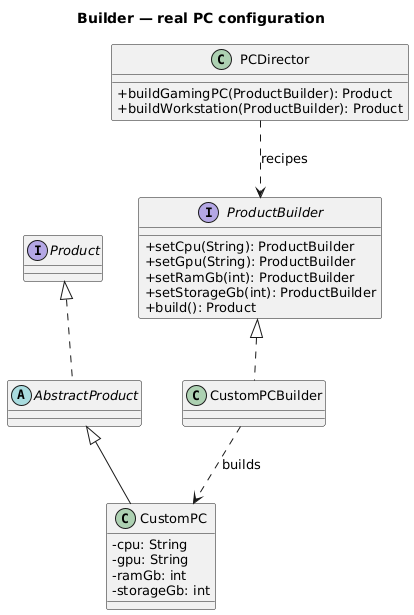 Builder — real PC configuration
C PCDirector
+buildGamingPC(ProductBuilder): Product
+buildWorkstation(ProductBuilder): Product
recipes
I ProductBuilder
+setCpu(String): ProductBuilder
+setGpu(String): ProductBuilder
+setRamGb(int): ProductBuilder
+setStorageGb(int): ProductBuilder
+build(): Product
I Product
A AbstractProduct
C CustomPCBuilder
builds
C CustomPC
-cpu: String
-gpu: String
-ramGb: int
-storageGb: int